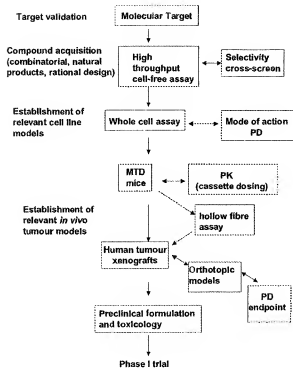 Target validation
Molecular Target
Compound acquisition
(combinatorial, natural
products, rational design)
High
throughput
cell-free assay
Selectivity
cross-screen
Establishment of
relevant cell line
models
Whole cell assay
Mode of action
PD
MTD
mice
PK
(cassette dosing)
Establishment of
relevant in vivo
tumour models
hollow fibre
assay
Human tumour
xenografts
Orthotopic
models
PD
endpoint
Preclinical formulation
and toxicology
Phase I trial